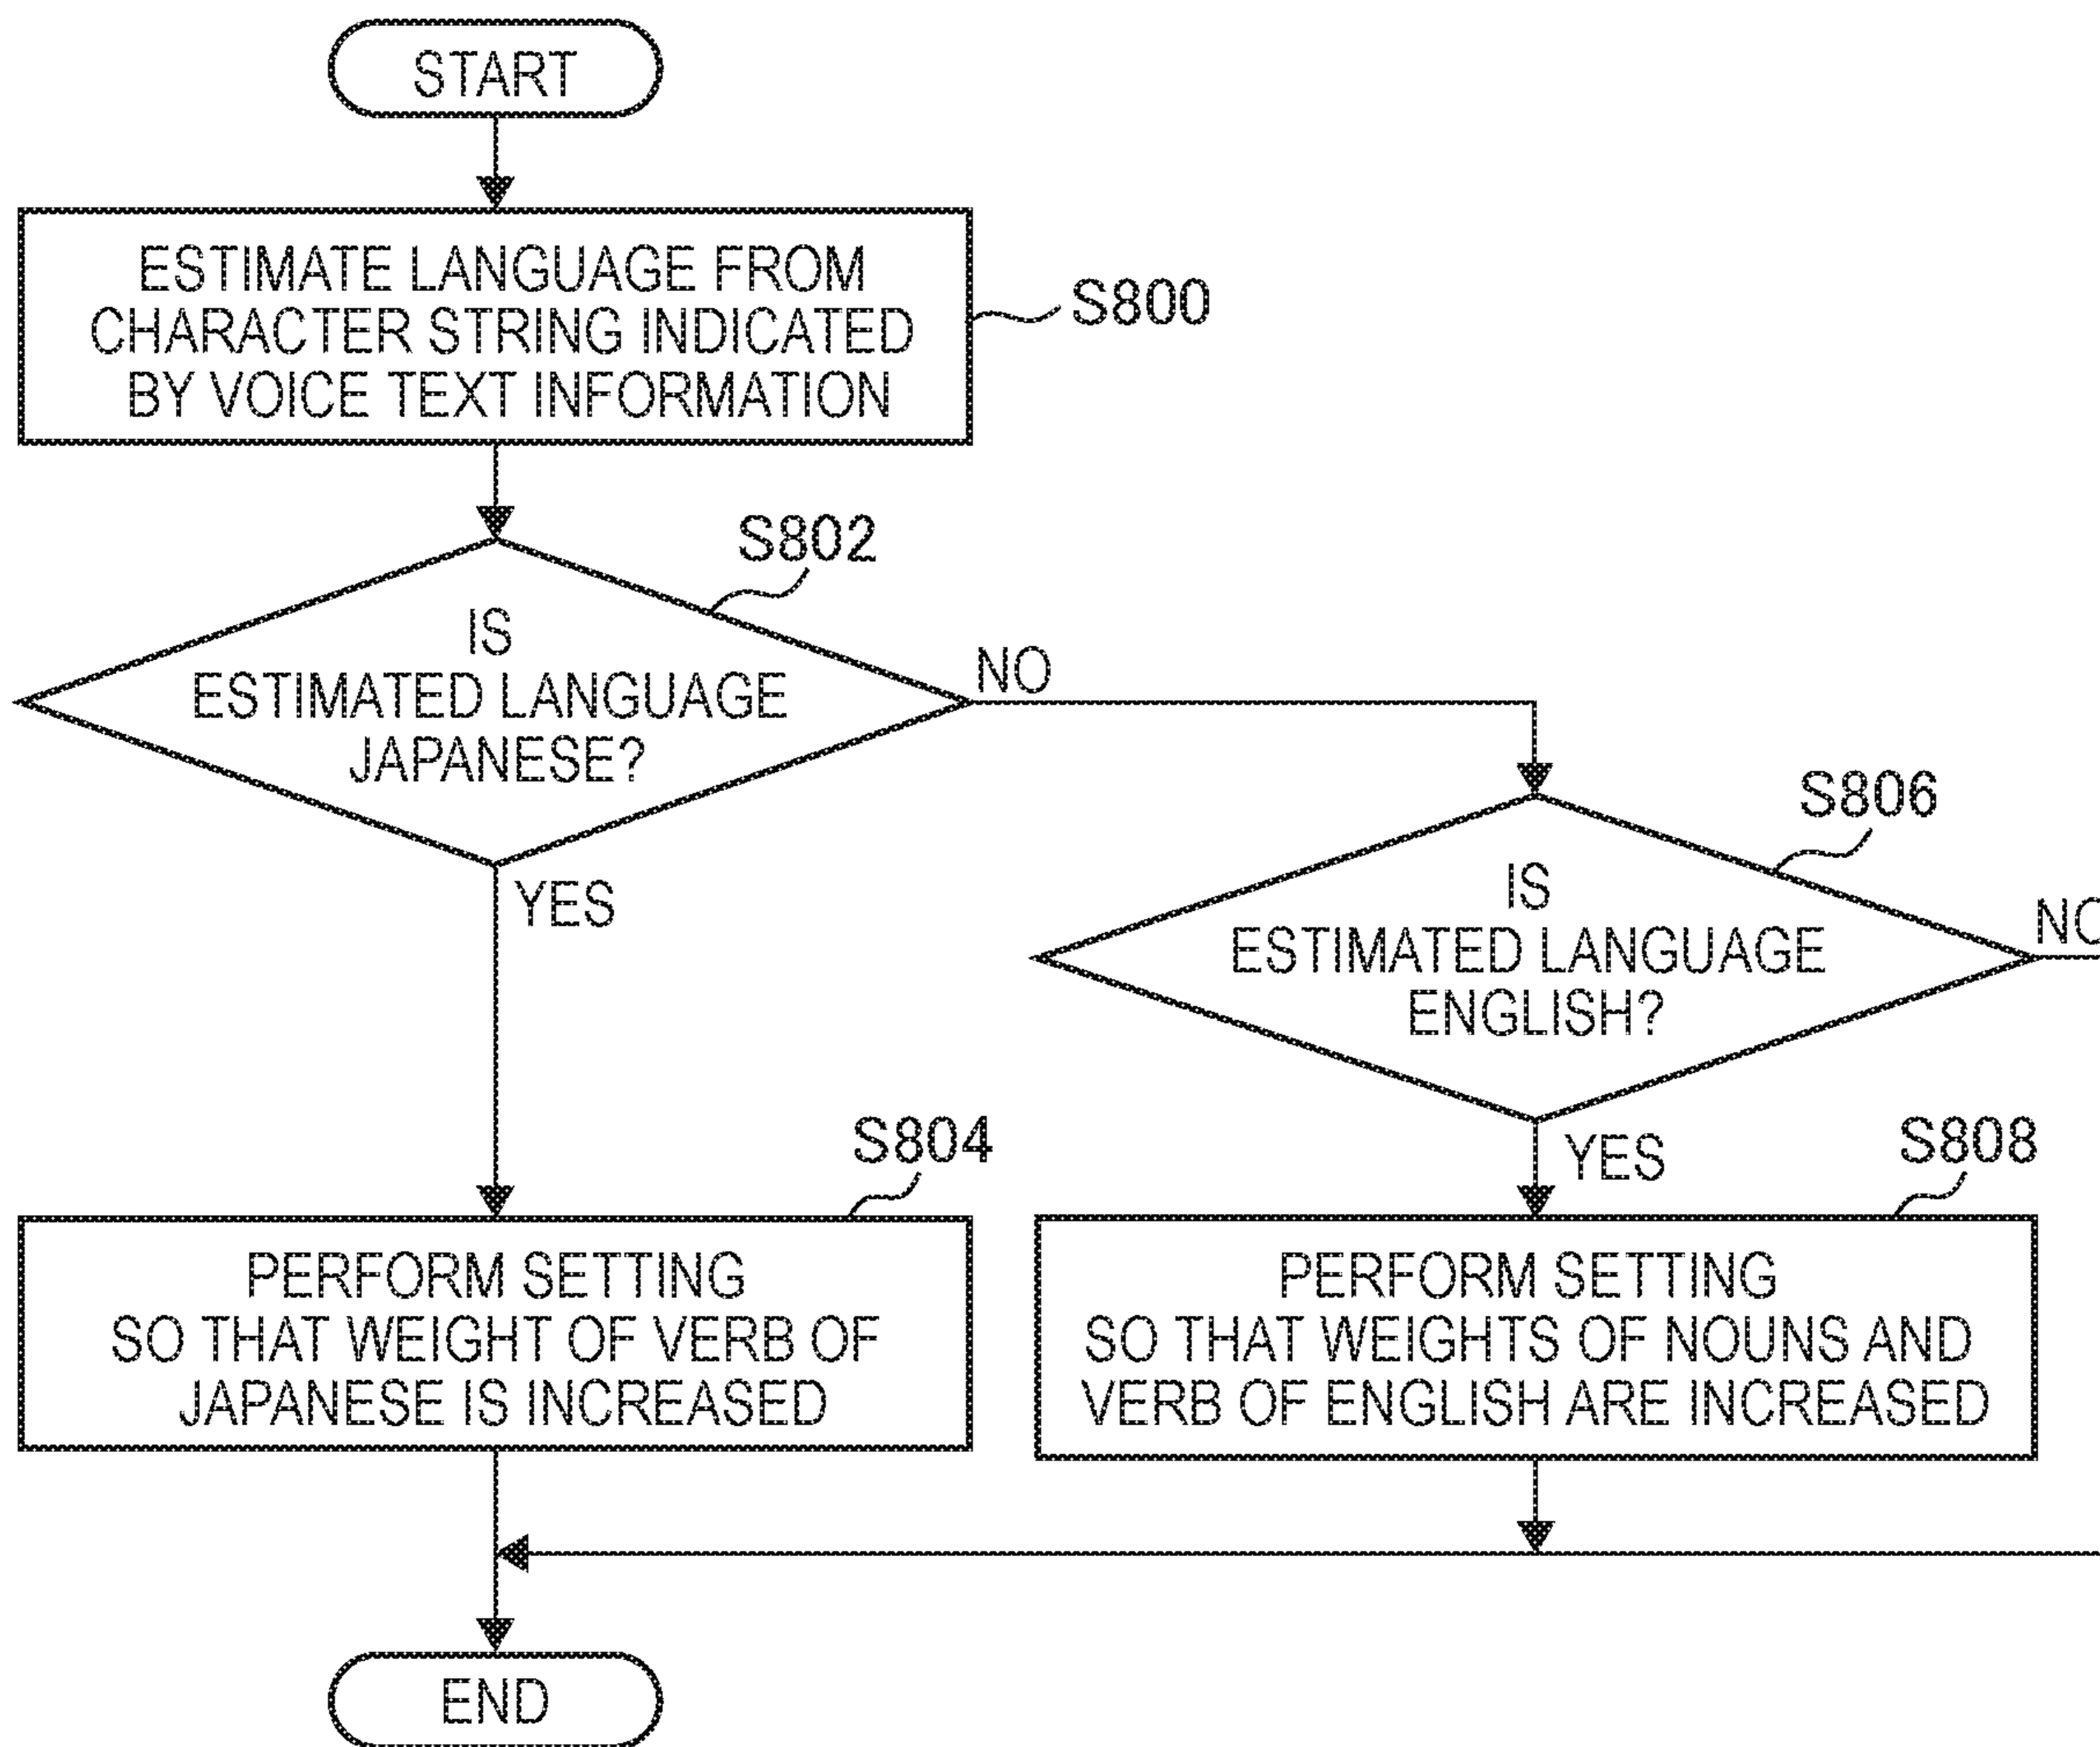 START
ESTIMATE LANGUAGE FROM
CHARACTER STRING INDICATED
BY VOICE TEXT INFORMATION
S800
S802
IS
ESTIMATED LANGUAGE
JAPANESE?
NO
YES
S806
IS
ESTIMATED LANGUAGE
ENGLISH?
NO
YES
S804
PERFORM SETTING
SO THAT WEIGHT OF VERB OF
JAPANESE IS INCREASED
S808
PERFORM SETTING
SO THAT WEIGHTS OF NOUNS AND
VERB OF ENGLISH ARE INCREASED
END